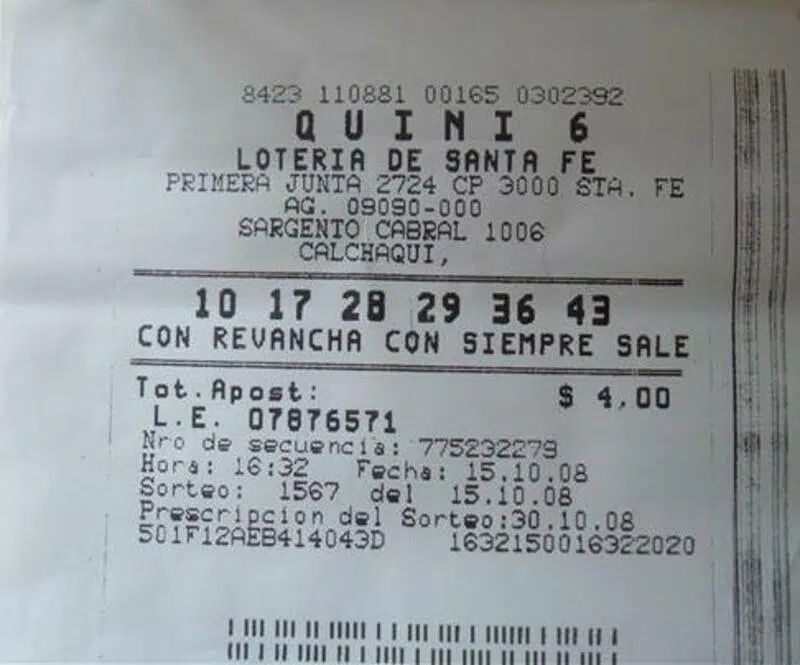 8423 110881 00165 0302392
QUINI 6
LOTERIA DE SANTA FE
PRIMERA JUNTA 2724 CP 3000 STA. FE
AG. 09090-000
SARGENTO CABRAL 1006
CALCHAQUI,
10 17 28 29 36 43
CON REVANCHA CON SIEMPRE SALE
Tot.Apost: $ 4,00
L.E. 07876571
Nro de secuencia: 775232279
Hora: 16:32 Fecha: 15.10.08
Sorteo: 1567 del 15.10.08
Prescripcion del Sorteo:30.10.08
501F12AEB414043D 1632150016322020